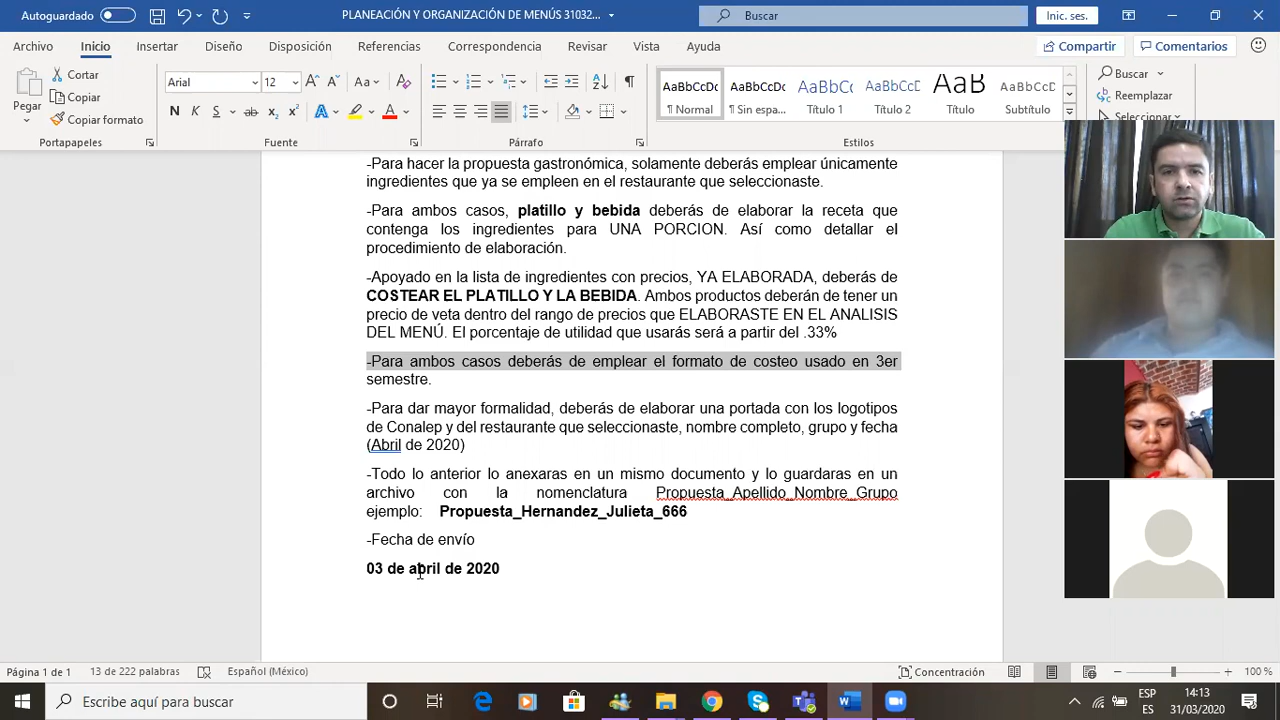 Autoguardado
PLANEACIÓN Y ORGANIZACIÓN DE MENÚS 31032...
Buscar
Inic. ses.
Archivo Inicio Insertar Diseño Disposición Referencias Correspondencia Revisar Vista Ayuda
Compartir
Comentarios
Pegar
Cortar
Copiar
Copiar formato
Portapapeles
Arial
12
N K S ab x₂ x²
Fuente
Párrafo
AaBbCcDc AaBbCcDc AaBbCc AaBbCcD AaB AaBbCcD
¶ Normal ¶ Sin espa... Título 1 Título 2 Título Subtítulo
Estilos
Buscar
Reemplazar
Seleccionar
-Para hacer la propuesta gastronómica, solamente deberás emplear únicamente
ingredientes que ya se empleen en el restaurante que seleccionaste.
-Para ambos casos, platillo y bebida deberás de elaborar la receta que
contenga los ingredientes para UNA PORCION. Así como detallar el
procedimiento de elaboración.
-Apoyado en la lista de ingredientes con precios, YA ELABORADA, deberás de
COSTEAR EL PLATILLO Y LA BEBIDA. Ambos productos deberán de tener un
precio de veta dentro del rango de precios que ELABORASTE EN EL ANALISIS
DEL MENÚ. El porcentaje de utilidad que usarás será a partir del .33%
-Para ambos casos deberás de emplear el formato de costeo usado en 3er
semestre.
-Para dar mayor formalidad, deberás de elaborar una portada con los logotipos
de Conalep y del restaurante que seleccionaste, nombre completo, grupo y fecha
(Abril de 2020)
-Todo lo anterior lo anexaras en un mismo documento y lo guardaras en un
archivo con la nomenclatura Propuesta_Apellido_Nombre_Grupo
ejemplo: Propuesta_Hernandez_Julieta_666
-Fecha de envío
03 de abril de 2020
Página 1 de 1
13 de 222 palabras
Español (México)
Concentración
100 %
Escribe aquí para buscar
ESP
ES
14:13
31/03/2020